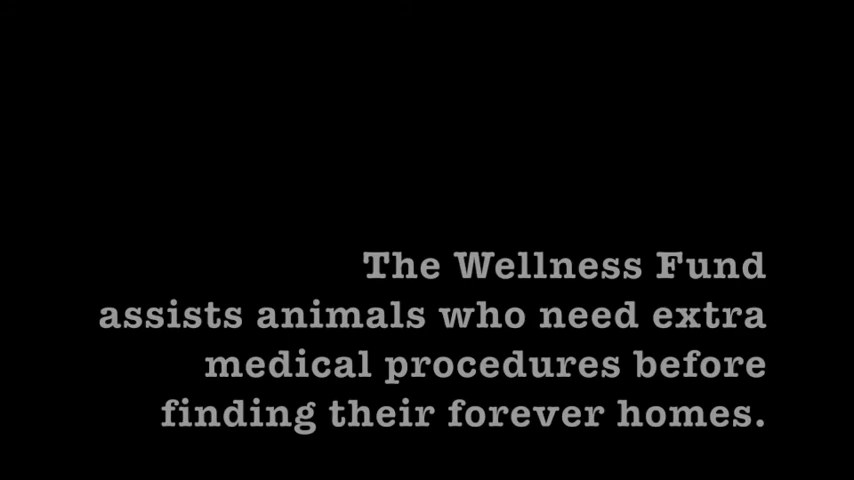 The Wellness Fund
assists animals who need extra
medical procedures before
finding their forever homes.